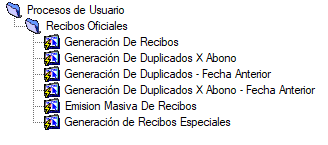 Procesos de Usuario
Recibos Oficiales
Generación De Recibos
Generación De Duplicados X Abono
Generación De Duplicados - Fecha Anterior
Generación De Duplicados X Abono - Fecha Anterior
Emision Masiva De Recibos
Generación de Recibos Especiales